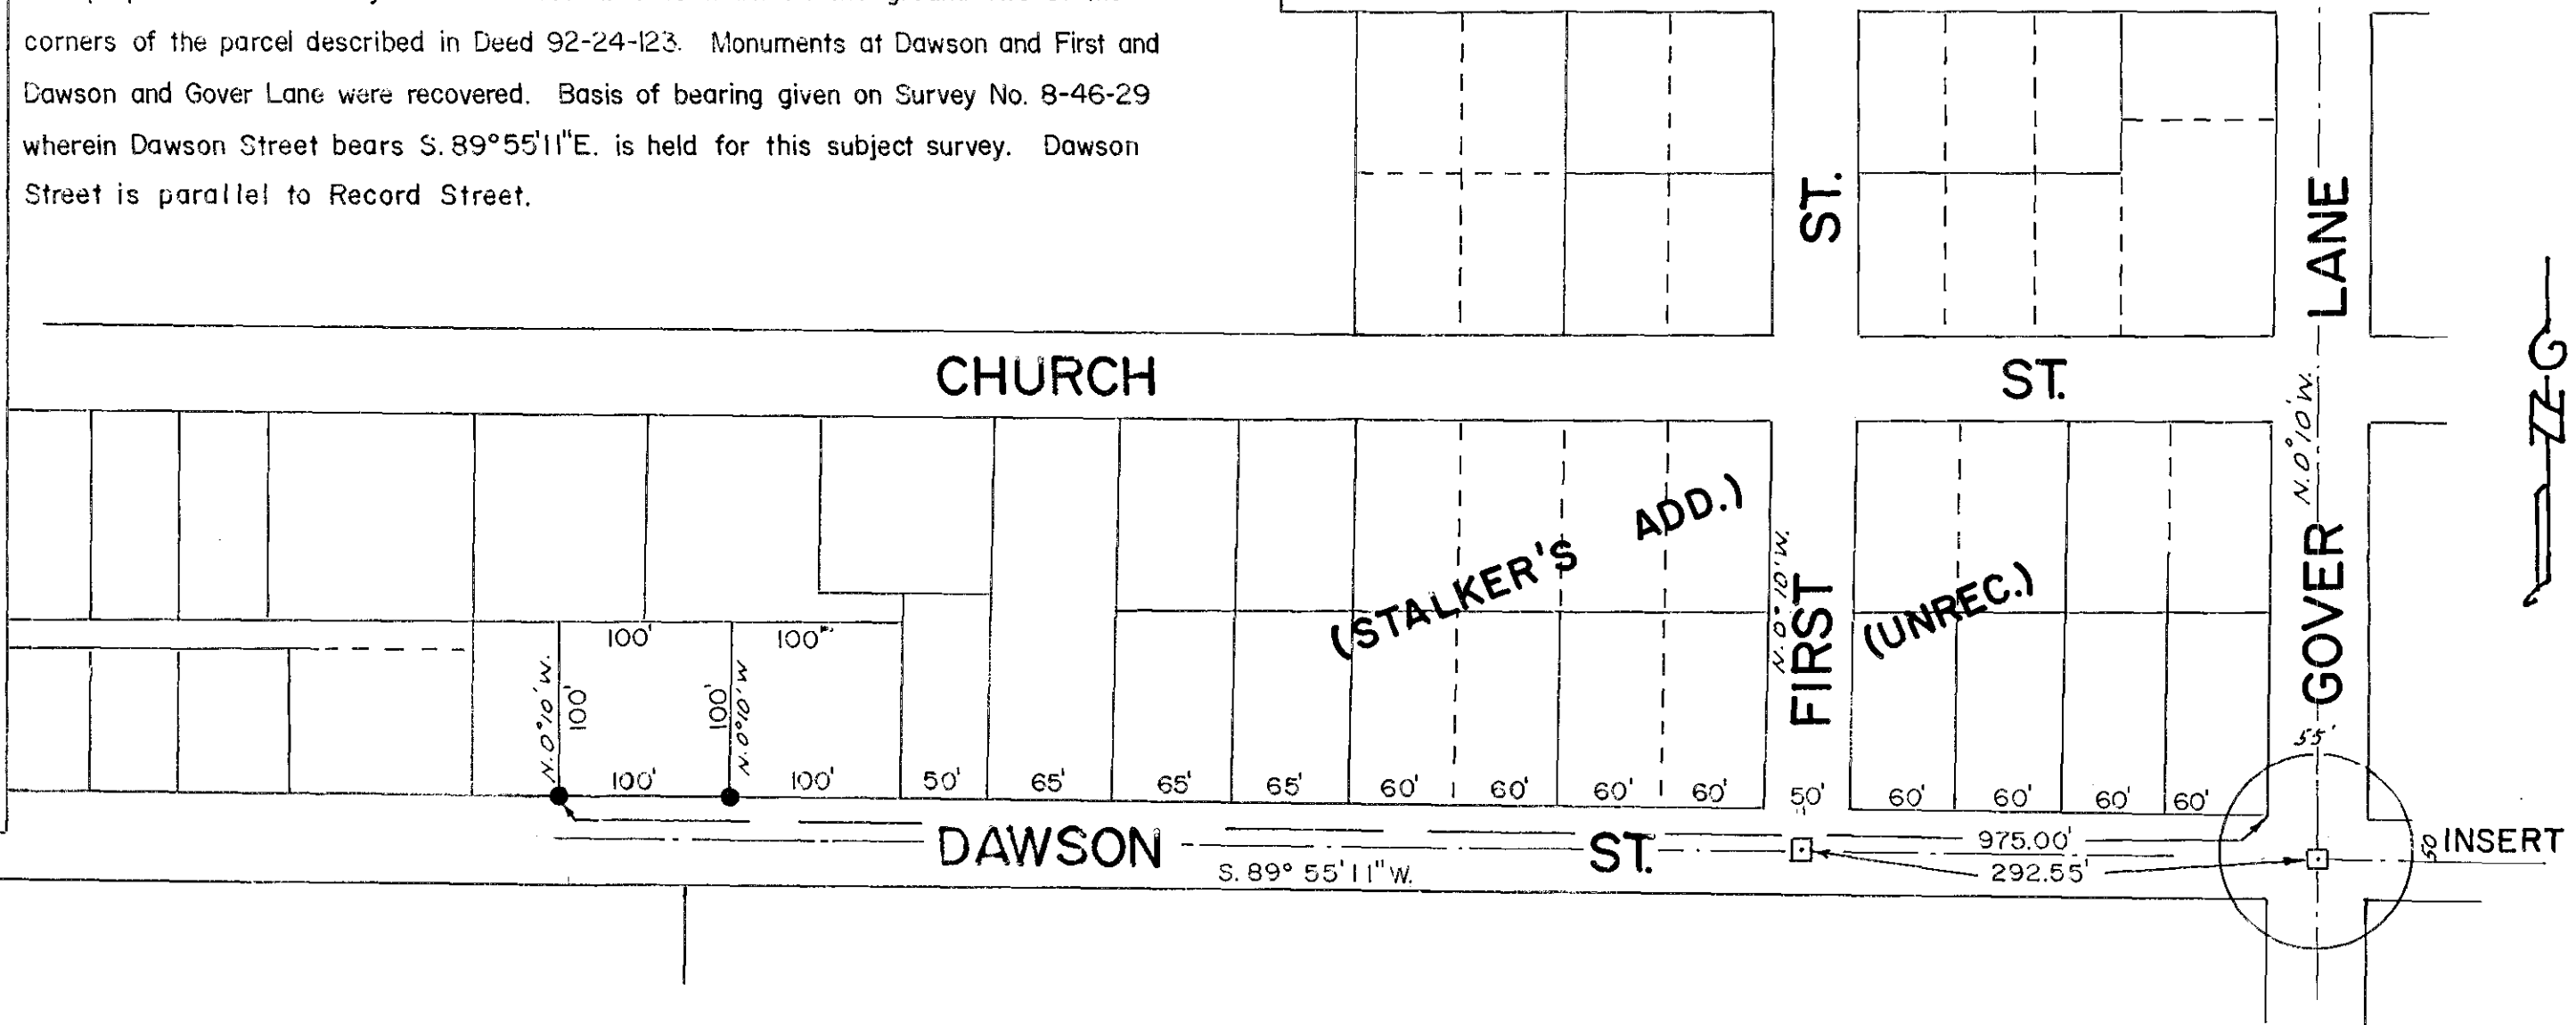 corners of the parcel described in Deed 92-24-123. Monuments at Dawson and First and
Dawson and Gover Lane were recovered. Basis of bearing given on Survey No. 8-46-29
wherein Dawson Street bears S. 89°55'11"E. is held for this subject survey. Dawson
Street is parallel to Record Street.
ST.
LANE
CHURCH ST.
N. 0°10' W.
(STALKER'S ADD.)
(UNREC.)
N. 0°10' W.
FIRST
GOVER
100' 100'
N. 0°10' W.
100'
100'
N. 0°10' W.
55'
100' 100' 50' 65' 65' 65' 60' 60' 60' 60' 50' 60' 60' 60' 60'
DAWSON ST.
975.00'
50 INSERT
S. 89° 55' 11" W.
292.55'
N